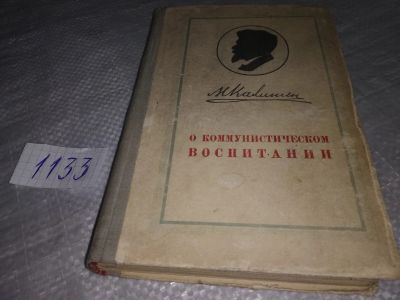 М Калинин
О КОММУНИСТИЧЕСКОМ
ВОСПИТАНИИ
1133